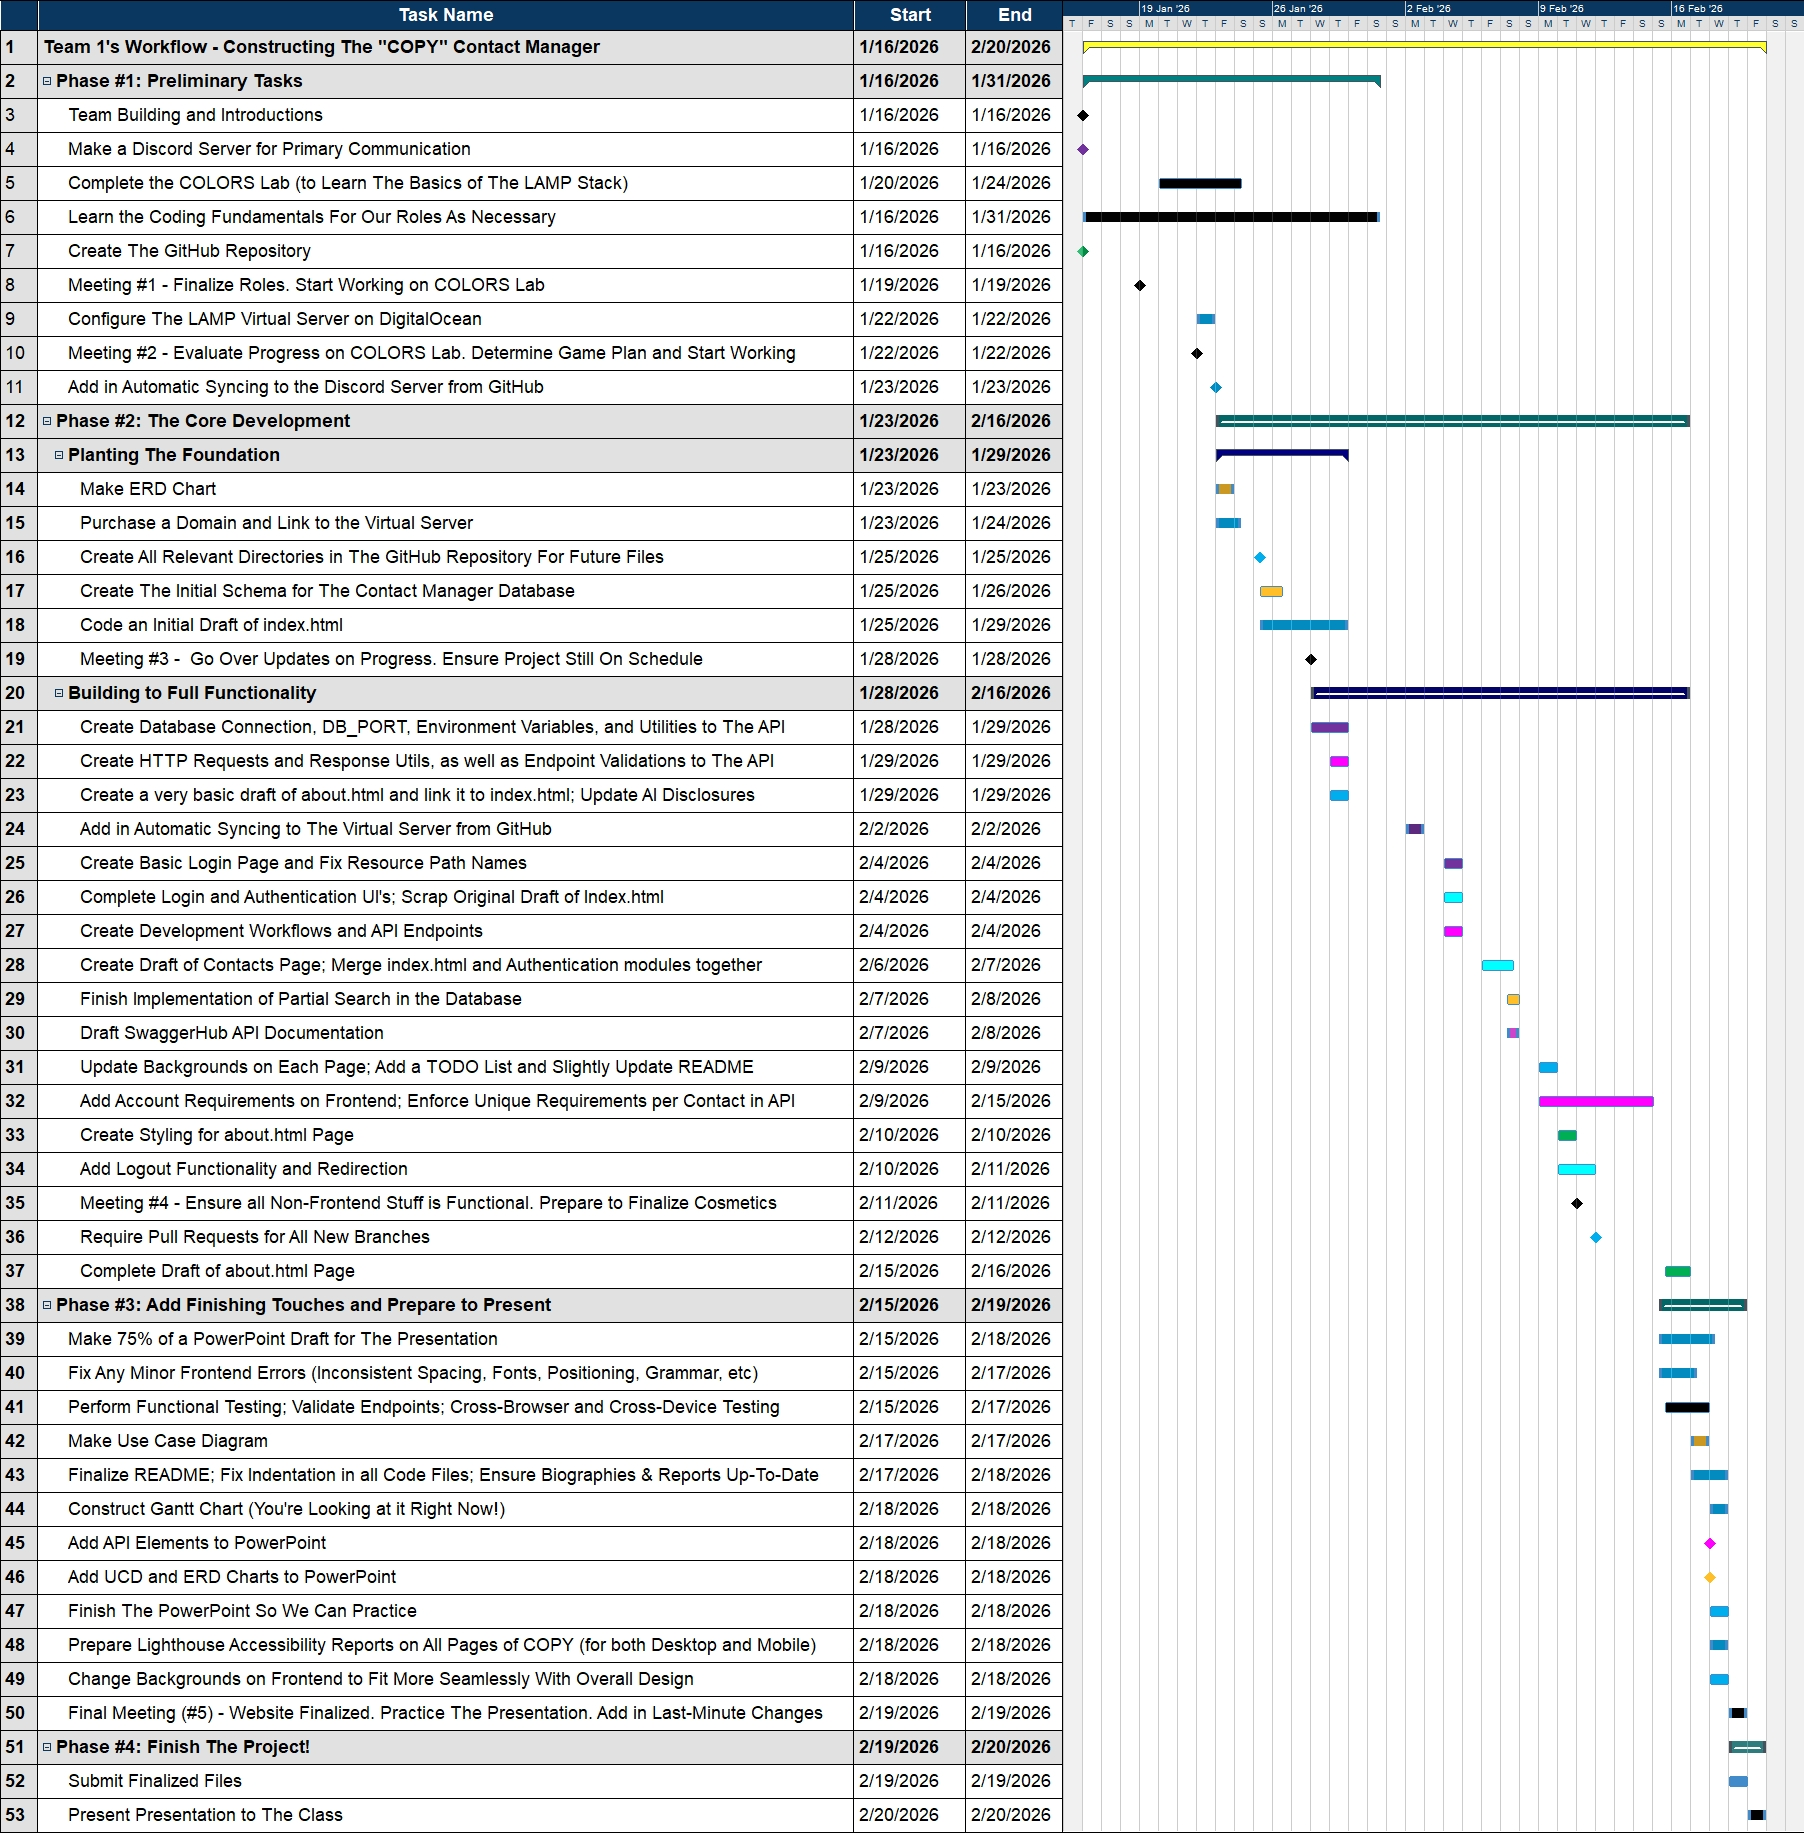 Task Name Start End 19 Jan '26 26 Jan '26 2 Feb '26 9 Feb '26 16 Feb '26
T F S S M T W T F S S M T W T F S S M T W T F S S M T W T F S S M T W T F S S
1 Team 1's Workflow - Constructing The "COPY" Contact Manager 1/16/2026 2/20/2026
2 Phase #1: Preliminary Tasks 1/16/2026 1/31/2026
3 Team Building and Introductions 1/16/2026 1/16/2026
4 Make a Discord Server for Primary Communication 1/16/2026 1/16/2026
5 Complete the COLORS Lab (to Learn The Basics of The LAMP Stack) 1/20/2026 1/24/2026
6 Learn the Coding Fundamentals For Our Roles As Necessary 1/16/2026 1/31/2026
7 Create The GitHub Repository 1/16/2026 1/16/2026
8 Meeting #1 - Finalize Roles. Start Working on COLORS Lab 1/19/2026 1/19/2026
9 Configure The LAMP Virtual Server on DigitalOcean 1/22/2026 1/22/2026
10 Meeting #2 - Evaluate Progress on COLORS Lab. Determine Game Plan and Start Working 1/22/2026 1/22/2026
11 Add in Automatic Syncing to the Discord Server from GitHub 1/23/2026 1/23/2026
12 Phase #2: The Core Development 1/23/2026 2/16/2026
13 Planting The Foundation 1/23/2026 1/29/2026
14 Make ERD Chart 1/23/2026 1/23/2026
15 Purchase a Domain and Link to the Virtual Server 1/23/2026 1/24/2026
16 Create All Relevant Directories in The GitHub Repository For Future Files 1/25/2026 1/25/2026
17 Create The Initial Schema for The Contact Manager Database 1/25/2026 1/26/2026
18 Code an Initial Draft of index.html 1/25/2026 1/29/2026
19 Meeting #3 -  Go Over Updates on Progress. Ensure Project Still On Schedule 1/28/2026 1/28/2026
20 Building to Full Functionality 1/28/2026 2/16/2026
21 Create Database Connection, DB_PORT, Environment Variables, and Utilities to The API 1/28/2026 1/29/2026
22 Create HTTP Requests and Response Utils, as well as Endpoint Validations to The API 1/29/2026 1/29/2026
23 Create a very basic draft of about.html and link it to index.html; Update AI Disclosures 1/29/2026 1/29/2026
24 Add in Automatic Syncing to The Virtual Server from GitHub 2/2/2026 2/2/2026
25 Create Basic Login Page and Fix Resource Path Names 2/4/2026 2/4/2026
26 Complete Login and Authentication UI's; Scrap Original Draft of Index.html 2/4/2026 2/4/2026
27 Create Development Workflows and API Endpoints 2/4/2026 2/4/2026
28 Create Draft of Contacts Page; Merge index.html and Authentication modules together 2/6/2026 2/7/2026
29 Finish Implementation of Partial Search in the Database 2/7/2026 2/8/2026
30 Draft SwaggerHub API Documentation 2/7/2026 2/8/2026
31 Update Backgrounds on Each Page; Add a TODO List and Slightly Update README 2/9/2026 2/9/2026
32 Add Account Requirements on Frontend; Enforce Unique Requirements per Contact in API 2/9/2026 2/15/2026
33 Create Styling for about.html Page 2/10/2026 2/10/2026
34 Add Logout Functionality and Redirection 2/10/2026 2/11/2026
35 Meeting #4 - Ensure all Non-Frontend Stuff is Functional. Prepare to Finalize Cosmetics 2/11/2026 2/11/2026
36 Require Pull Requests for All New Branches 2/12/2026 2/12/2026
37 Complete Draft of about.html Page 2/15/2026 2/16/2026
38 Phase #3: Add Finishing Touches and Prepare to Present 2/15/2026 2/19/2026
39 Make 75% of a PowerPoint Draft for The Presentation 2/15/2026 2/18/2026
40 Fix Any Minor Frontend Errors (Inconsistent Spacing, Fonts, Positioning, Grammar, etc) 2/15/2026 2/17/2026
41 Perform Functional Testing; Validate Endpoints; Cross-Browser and Cross-Device Testing 2/15/2026 2/17/2026
42 Make Use Case Diagram 2/17/2026 2/17/2026
43 Finalize README; Fix Indentation in all Code Files; Ensure Biographies & Reports Up-To-Date 2/17/2026 2/18/2026
44 Construct Gantt Chart (You're Looking at it Right Now!) 2/18/2026 2/18/2026
45 Add API Elements to PowerPoint 2/18/2026 2/18/2026
46 Add UCD and ERD Charts to PowerPoint 2/18/2026 2/18/2026
47 Finish The PowerPoint So We Can Practice 2/18/2026 2/18/2026
48 Prepare Lighthouse Accessibility Reports on All Pages of COPY (for both Desktop and Mobile) 2/18/2026 2/18/2026
49 Change Backgrounds on Frontend to Fit More Seamlessly With Overall Design 2/18/2026 2/18/2026
50 Final Meeting (#5) - Website Finalized. Practice The Presentation. Add in Last-Minute Changes 2/19/2026 2/19/2026
51 Phase #4: Finish The Project! 2/19/2026 2/20/2026
52 Submit Finalized Files 2/19/2026 2/19/2026
53 Present Presentation to The Class 2/20/2026 2/20/2026